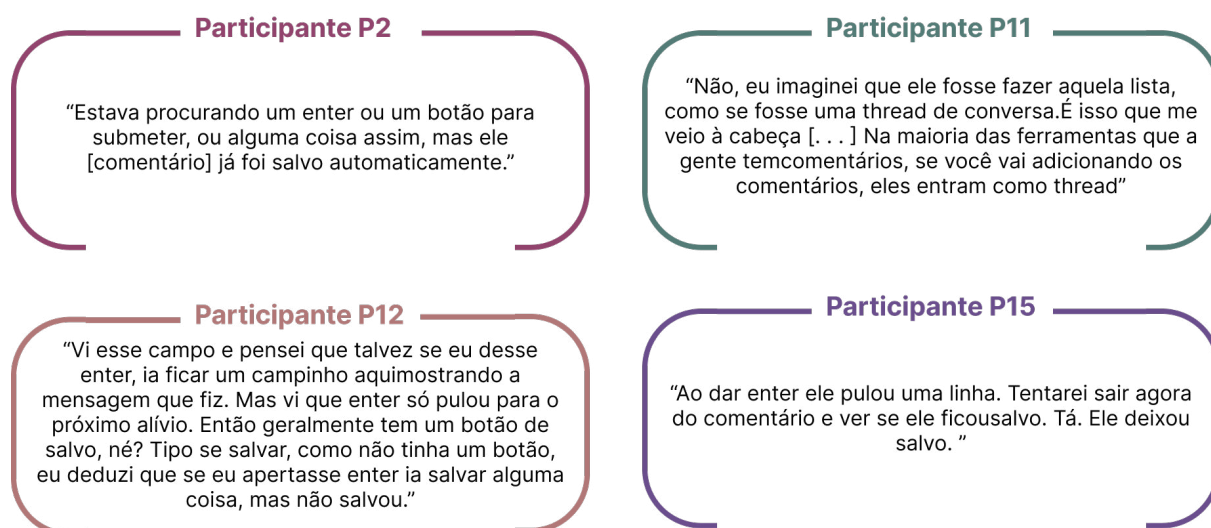 Participante P2
“Estava procurando um enter ou um botão para
submeter, ou alguma coisa assim, mas ele
[comentário] já foi salvo automaticamente.”
Participante P11
“Não, eu imaginei que ele fosse fazer aquela lista,
como se fosse uma thread de conversa.É isso que me
veio à cabeça [. . . ] Na maioria das ferramentas que a
gente temcomentários, se você vai adicionando os
comentários, eles entram como thread”
Participante P12
“Vi esse campo e pensei que talvez se eu desse
enter, ia ficar um campinho aquimostrando a
mensagem que fiz. Mas vi que enter só pulou para o
próximo alívio. Então geralmente tem um botão de
salvo, né? Tipo se salvar, como não tinha um botão,
eu deduzi que se eu apertasse enter ia salvar alguma
coisa, mas não salvou.”
Participante P15
“Ao dar enter ele pulou uma linha. Tentarei sair agora
do comentário e ver se ele ficousalvo. Tá. Ele deixou
salvo. ”